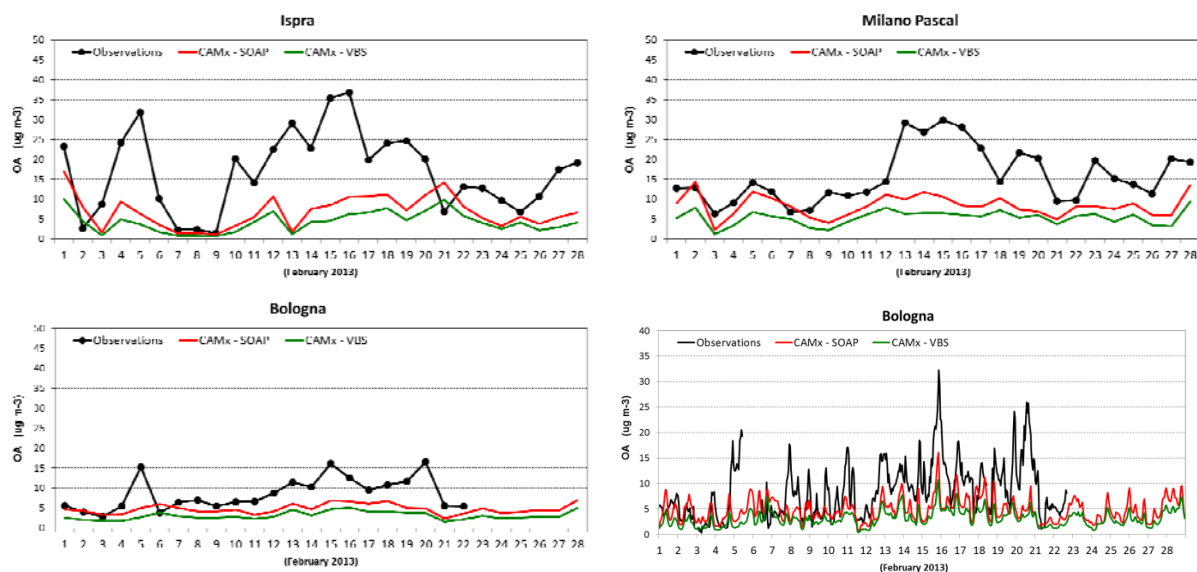 Ispra
Observations CAMx - SOAP CAMx - VBS
OA (ug m-3)
50
45
40
35
30
25
20
15
10
5
0
1 2 3 4 5 6 7 8 9 10 11 12 13 14 15 16 17 18 19 20 21 22 23 24 25 26 27 28
(February 2013)
Milano Pascal
Observations CAMx - SOAP CAMx - VBS
OA (ug m-3)
50
45
40
35
30
25
20
15
10
5
0
1 2 3 4 5 6 7 8 9 10 11 12 13 14 15 16 17 18 19 20 21 22 23 24 25 26 27 28
(February 2013)
Bologna
Observations CAMx - SOAP CAMx - VBS
OA (ug m-3)
50
45
40
35
30
25
20
15
10
5
0
1 2 3 4 5 6 7 8 9 10 11 12 13 14 15 16 17 18 19 20 21 22 23 24 25 26 27 28
(February 2013)
Bologna
Observations CAMx - SOAP CAMx - VBS
OA (ug m-3)
40
35
30
25
20
15
10
5
0
1 2 3 4 5 6 7 8 9 10 11 12 13 14 15 16 17 18 19 20 21 22 23 24 25 26 27 28
(February 2013)